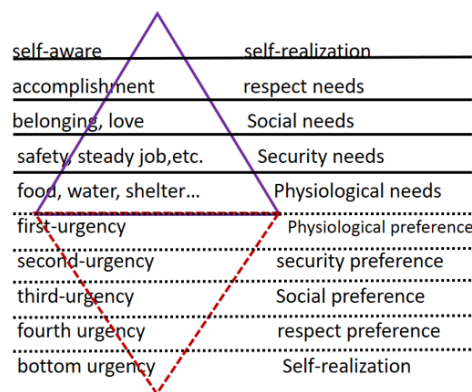 self-aware self-realization
accomplishment respect needs
belonging, love Social needs
safety, steady job,etc. Security needs
food, water, shelter... Physiological needs
first-urgency Physiological preference
second-urgency security preference
third-urgency Social preference
fourth urgency respect preference
bottom urgency Self-realization